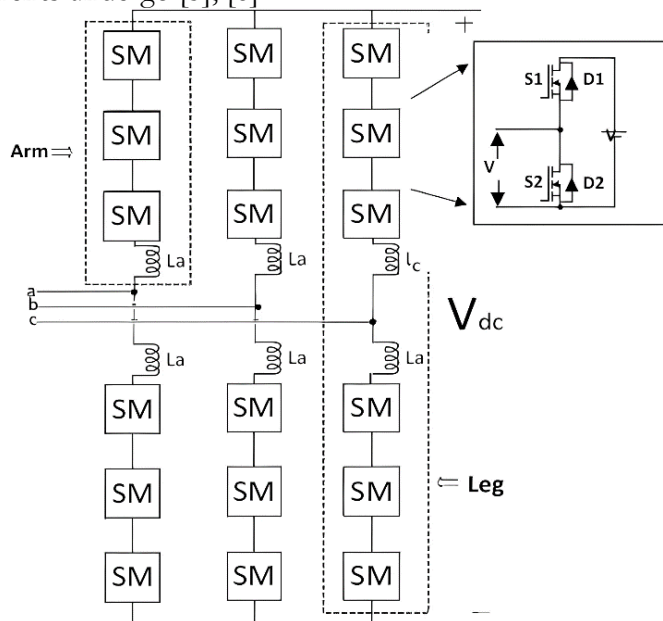 +
SM SM SM
S1 D1
Arm ⇒ SM SM SM
V
S2 D2
SM SM SM
La La lc
a
b
c
Vdc
La La La
SM SM SM
SM SM SM
⇐ Leg
SM SM SM
−